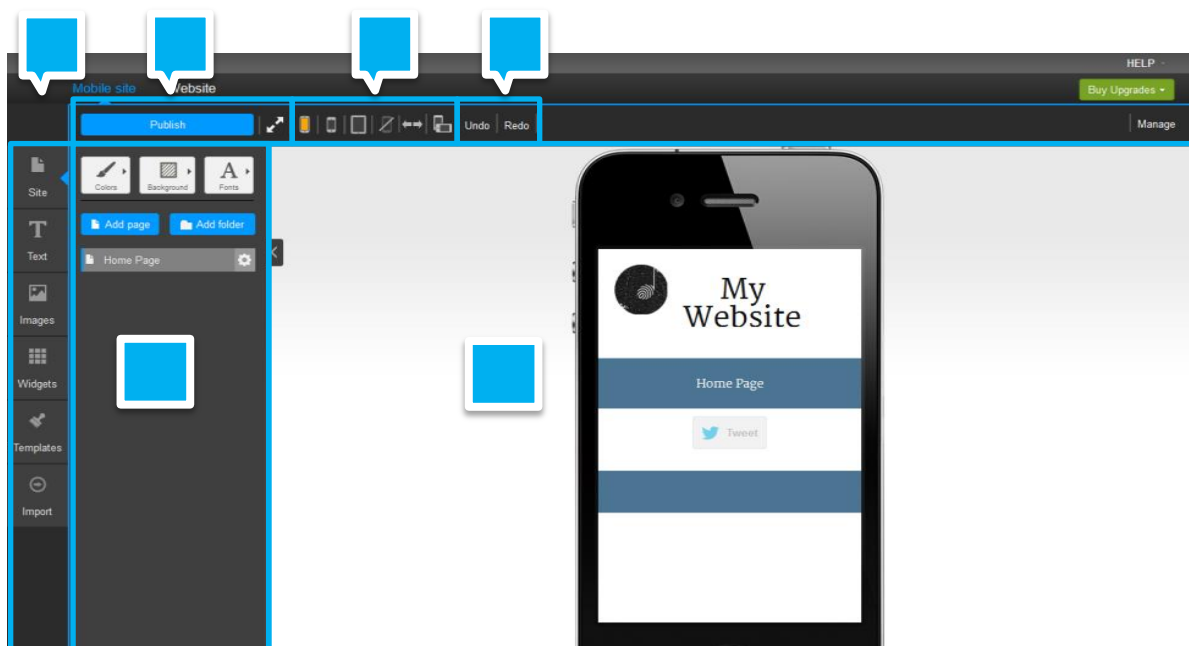 HELP
Mobile site Website
Buy Upgrades
Publish
Undo Redo
Manage
Site
Colors Background Fonts
Add page Add folder
Text
Home Page
Images
Widgets
Templates
Import
My
Website
Home Page
Tweet